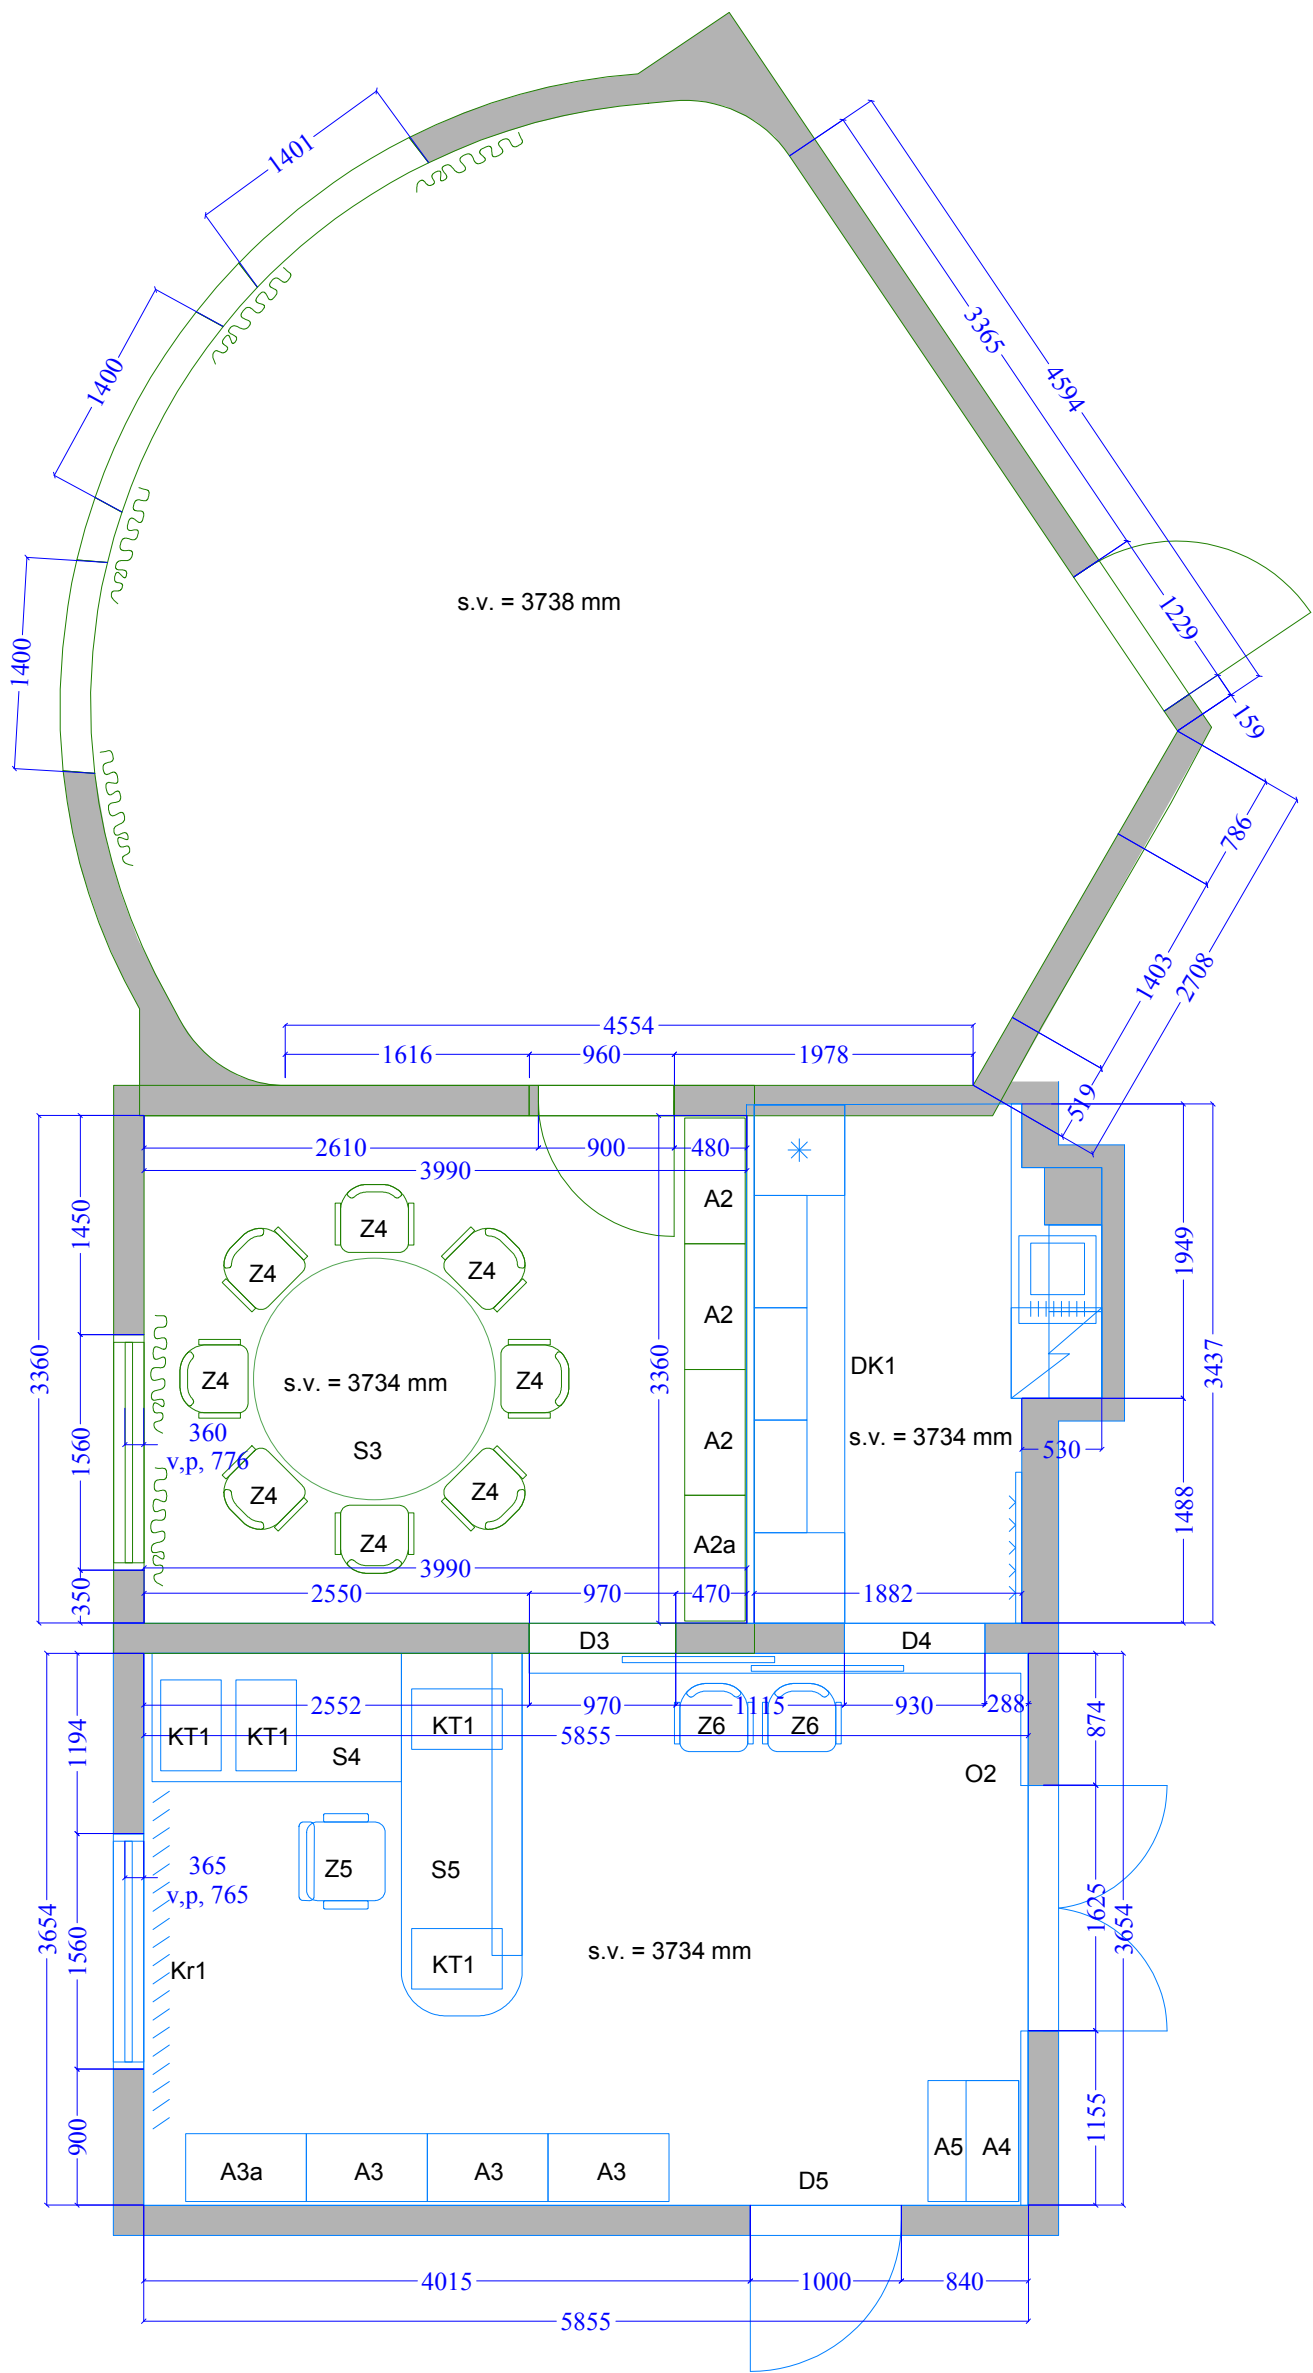 1401
1400
1400
3365
4594
1229
159
786
1403
2708
519
s.v. = 3738 mm
4554
1616
960
1978
2610
900
480
3990
1450
3360
1560
350
Z4
Z4
Z4
Z4
Z4
Z4
Z4
Z4
s.v. = 3734 mm
S3
360
v,p, 776
3360
A2
A2
A2
A2a
DK1
s.v. = 3734 mm
530
1949
3437
1488
3990
2550
970
470
1882
D3
D4
2552
970
1115
930
288
5855
KT1
KT1
KT1
S4
Z6
Z6
O2
1194
3654
1560
900
365
v,p, 765
Z5
S5
KT1
Kr1
s.v. = 3734 mm
874
1625
3654
1155
A3a
A3
A3
A3
D5
A5
A4
4015
1000
840
5855